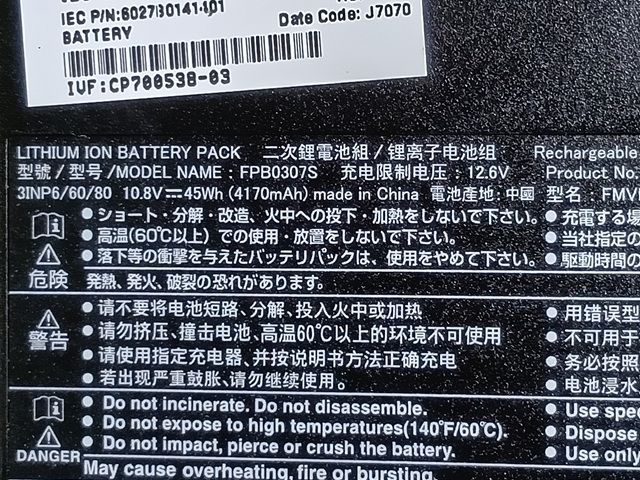 IEC P/N:6027B0141401
Date Code: J7070
BATTERY
IVF:CP700538-03
LITHIUM ION BATTERY PACK 二次鋰電池組/锂离子电池组 Rechargeable
型號/型号/MODEL NAME：FPB0307S 充电限制电压：12.6V Product No.
3INP6/60/80 10.8V⎓45Wh (4170mAh) made in China 電池產地: 中國 型名 FMV
●ショート・分解・改造、火中への投下・加熱をしないで下さい。●充電する場
●高温(60℃以上）での使用・放置をしないで下さい。 ●当社指定の
●落下等の衝撃を与えたバッテリパックは、使用をやめて下さい。●駆動時間の
危険 発熱、発火、破裂の恐れがあります。
●请不要将电池短路、分解、投入火中或加热 ●用错误型
警告 ●请勿挤压、撞击电池、高温60℃以上的环境不可使用 ●不可用于
●请使用指定充电器、并按说明书方法正确充电 ●务必按照
●若出现严重鼓胀、请勿继续使用。 ●电池浸水
● Do not incinerate. Do not disassemble. ● Use spe
● Do not expose to high temperatures(140°F/60℃). ● Dispose
● Do not impact, pierce or crush the battery. ● Use only
DANGER May cause overheating, fire or bursting.